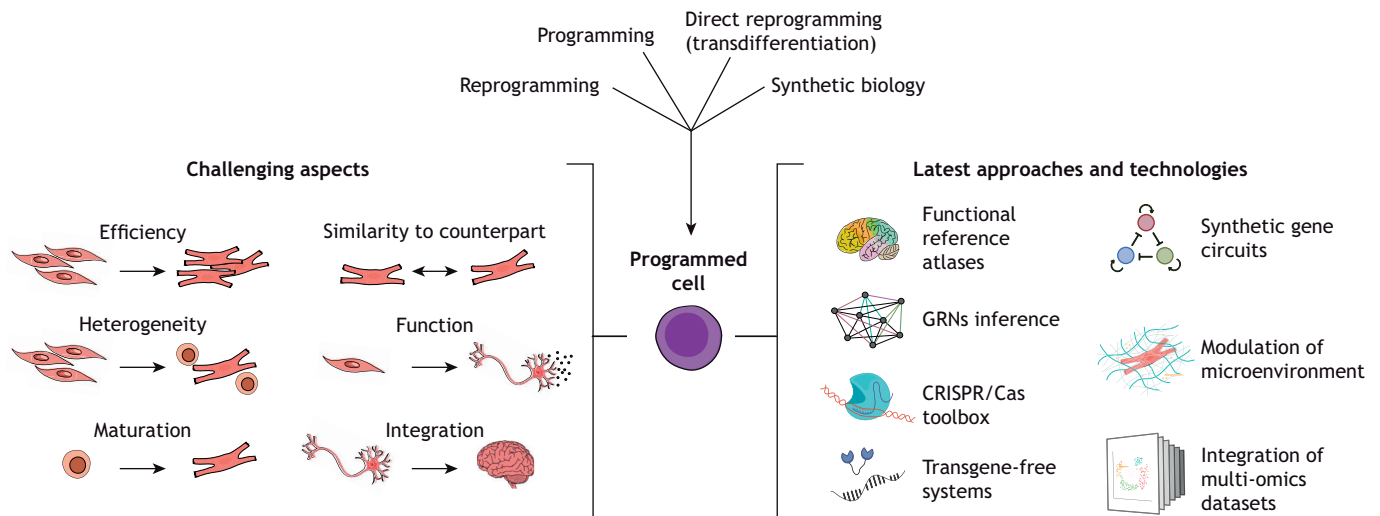 Direct reprogramming
(transdifferentiation)
Programming
Reprogramming
Synthetic biology
Challenging aspects
Efficiency
Similarity to counterpart
Heterogeneity
Function
Maturation
Integration
Programmed
cell
Latest approaches and technologies
Functional
reference
atlases
Synthetic gene
circuits
GRNs inference
Modulation of
microenvironment
CRISPR/Cas
toolbox
Transgene-free
systems
Integration of
multi-omics
datasets